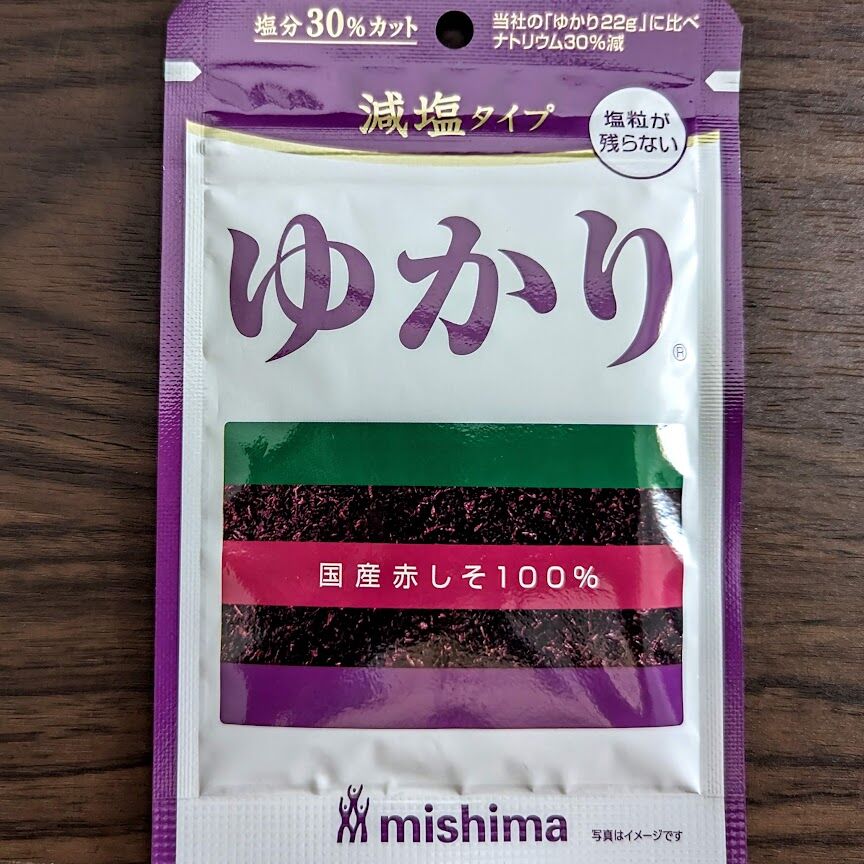 塩分30%カット
当社の「ゆかり22g」に比べ
ナトリウム30%減
減塩タイプ
塩粒が
残らない
ゆかり®
国産赤しそ100%
mishima
写真はイメージです